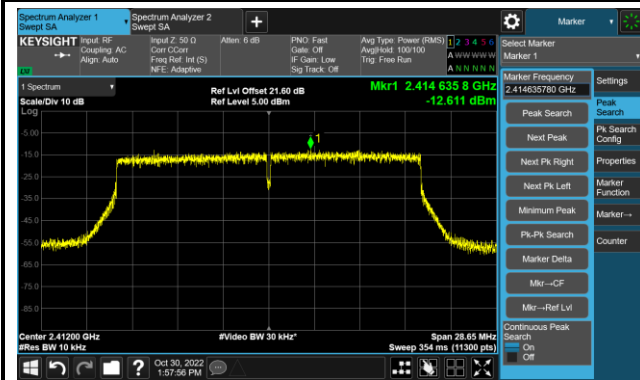 Spectrum Analyzer 1
Swept SA
Spectrum Analyzer 2
Swept SA
+
Marker
KEYSIGHT
Input: RF
Coupling: AC
Align: Auto
Input Z: 50 Ω
Corr CCorr
Freq Ref: Int (S)
NFE: Adaptive
Atten: 6 dB
PNO: Fast
Gate: Off
IF Gain: Low
Sig Track: Off
Avg Type: Power (RMS)
Avg|Hold: 100/100
Trig: Free Run
1 2 3 4 5 6
A W W W W W
A N N N N N
Select Marker
Marker 1
1 Spectrum
Scale/Div 10 dB
Log
Ref Lvl Offset 21.60 dB
Ref Level 5.00 dBm
Mkr1 2.414 635 8 GHz
-12.611 dBm
-5.00
-15.0
-25.0
-35.0
-45.0
-55.0
-65.0
-75.0
-85.0
1
Center 2.41200 GHz
#Res BW 10 kHz
#Video BW 30 kHz*
Span 28.65 MHz
Sweep 354 ms (11300 pts)
Marker Frequency
2.414635780 GHz
Peak Search
Next Peak
Next Pk Right
Next Pk Left
Minimum Peak
Pk-Pk Search
Marker Delta
Mkr→CF
Mkr→Ref Lvl
Continuous Peak
Search
On
Off
Settings
Peak
Search
Pk Search
Config
Properties
Marker
Function
Marker→
Counter
?
Oct 30, 2022
1:57:56 PM